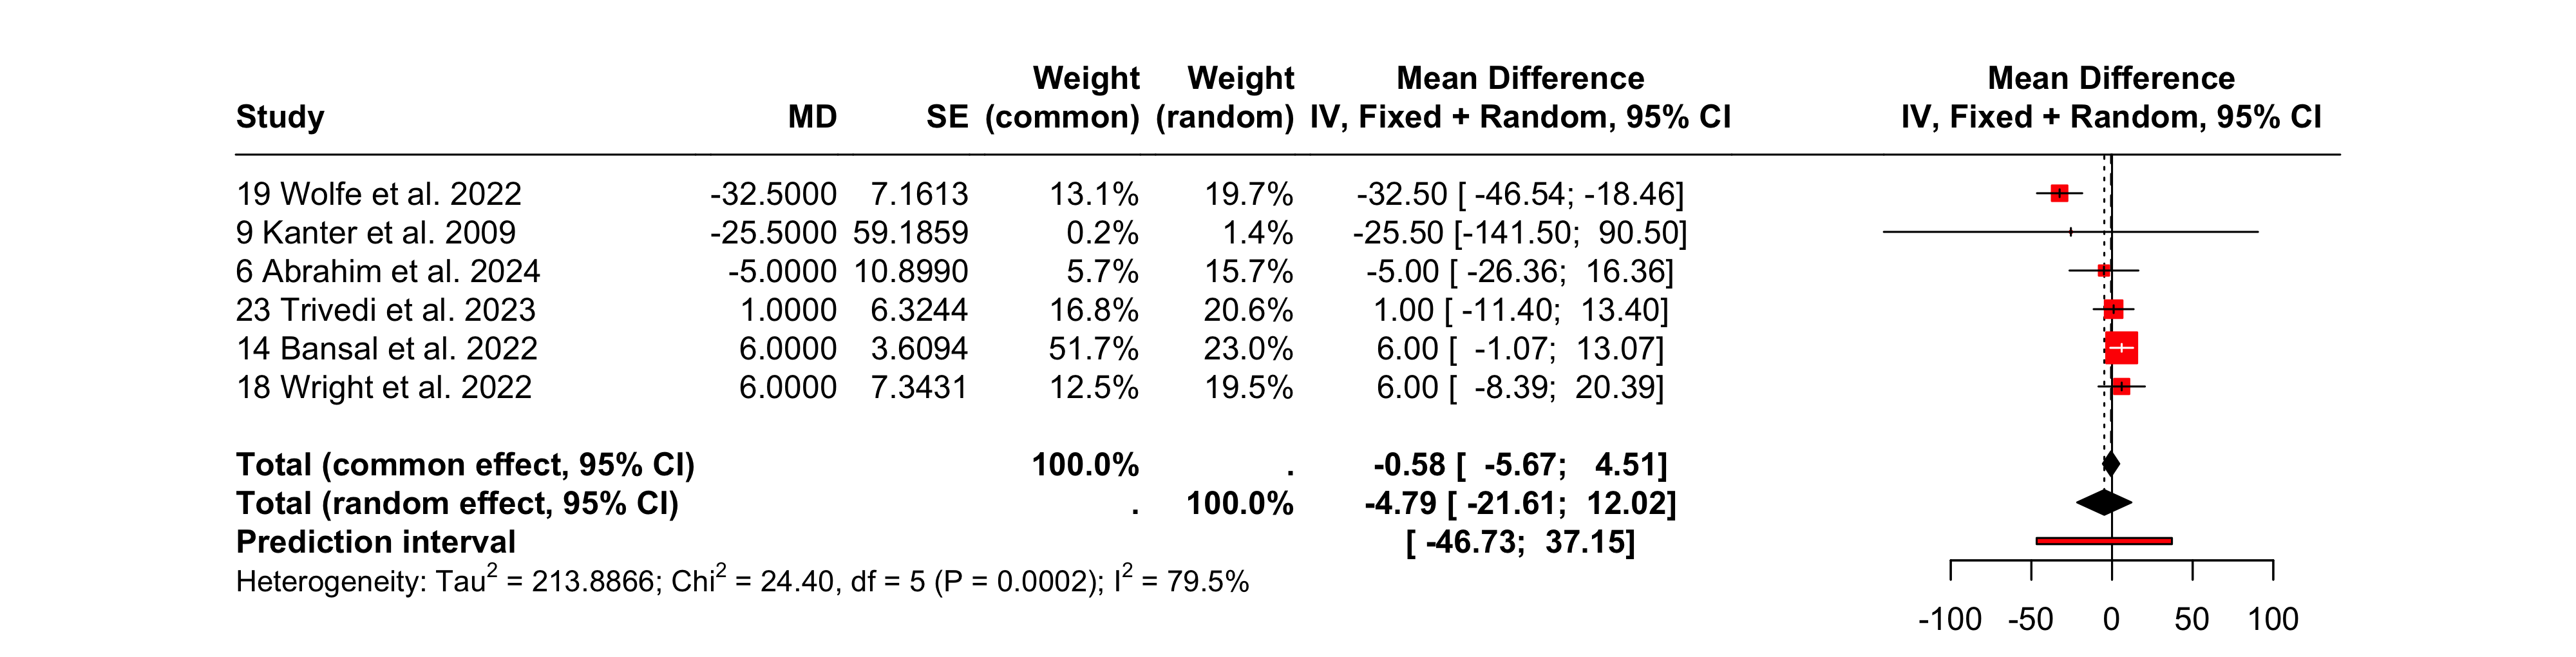 Weight Weight Mean Difference Mean Difference
Study MD SE (common) (random) IV, Fixed + Random, 95% CI IV, Fixed + Random, 95% CI
19 Wolfe et al. 2022 -32.5000 7.1613 13.1% 19.7% -32.50 [ -46.54; -18.46]
9 Kanter et al. 2009 -25.5000 59.1859 0.2% 1.4% -25.50 [-141.50; 90.50]
6 Abrahim et al. 2024 -5.0000 10.8990 5.7% 15.7% -5.00 [ -26.36; 16.36]
23 Trivedi et al. 2023 1.0000 6.3244 16.8% 20.6% 1.00 [ -11.40; 13.40]
14 Bansal et al. 2022 6.0000 3.6094 51.7% 23.0% 6.00 [ -1.07; 13.07]
18 Wright et al. 2022 6.0000 7.3431 12.5% 19.5% 6.00 [ -8.39; 20.39]
Total (common effect, 95% CI) 100.0% . -0.58 [ -5.67; 4.51]
Total (random effect, 95% CI) . 100.0% -4.79 [ -21.61; 12.02]
Prediction interval [ -46.73; 37.15]
Heterogeneity: Tau² = 213.8866; Chi² = 24.40, df = 5 (P = 0.0002); I² = 79.5%
-100 -50 0 50 100